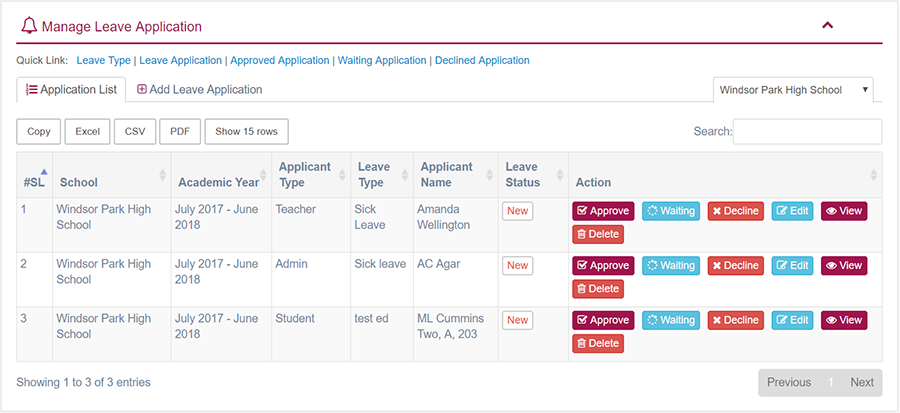 Manage Leave Application
Quick Link: Leave Type | Leave Application | Approved Application | Waiting Application | Declined Application
Application List Add Leave Application Windsor Park High School
Copy Excel CSV PDF Show 15 rows Search:
#SL School Academic Year Applicant Type Leave Type Applicant Name Leave Status Action
1 Windsor Park High School July 2017 - June 2018 Teacher Sick Leave Amanda Wellington New Approve Waiting Decline Edit View Delete
2 Windsor Park High School July 2017 - June 2018 Admin Sick leave AC Agar New Approve Waiting Decline Edit View Delete
3 Windsor Park High School July 2017 - June 2018 Student test ed ML Cummins Two, A, 203 New Approve Waiting Decline Edit View Delete
Showing 1 to 3 of 3 entries Previous 1 Next